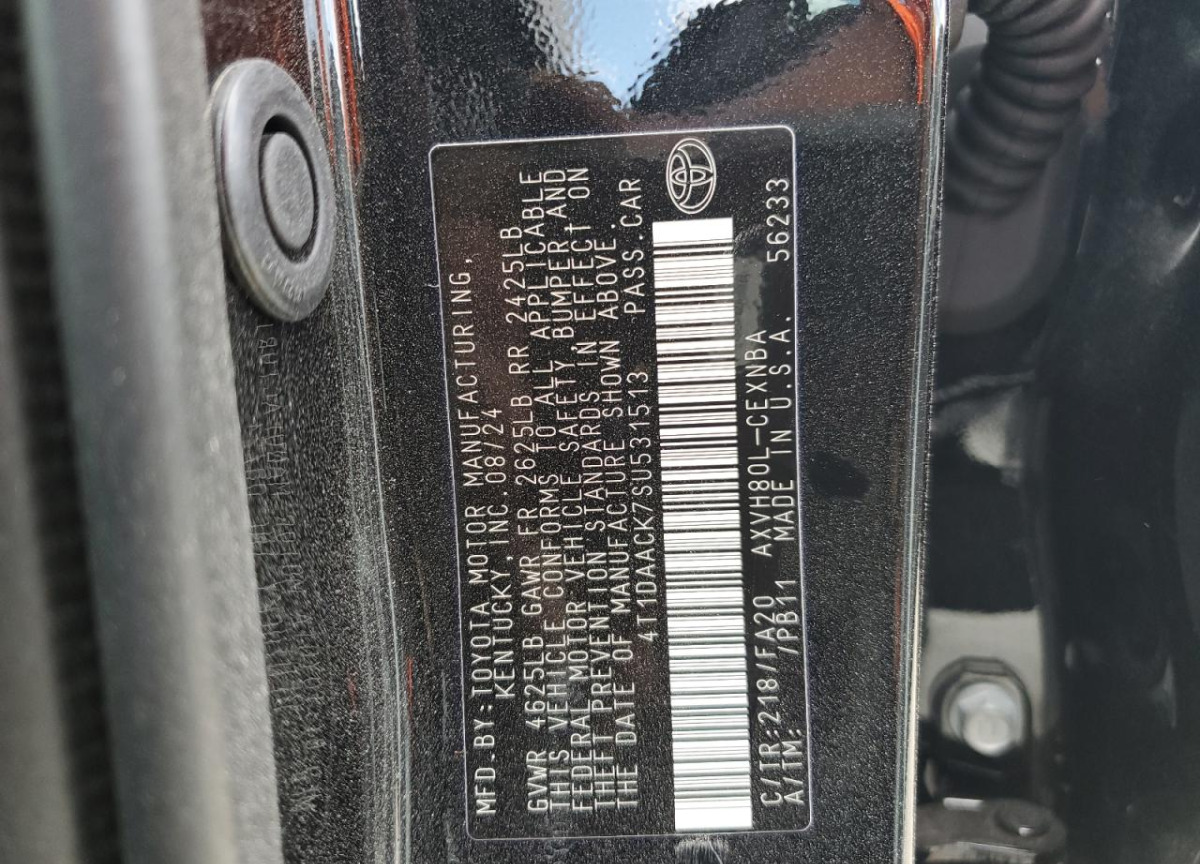 MFD.BY:TOYOTA MOTOR MANUFACTURING,
KENTUCKY, INC.08/24
GVWR 4625LB GAWR FR 2625LB RR 2425LB
THIS VEHICLE CONFORMS TO ALL APPLICABLE
FEDERAL MOTOR VEHICLE SAFETY,BUMPER AND
THEFT PREVENTION STANDARDS IN EFFECT ON
THE DATE OF MANUFACTURE SHOWN ABOVE.
4T1DAACK7SU531513 PASS.CAR
C/TR:218/FA20 AXVH80L-CEXNBA
A/TM: /PB11 MADE IN U.S.A. 56233